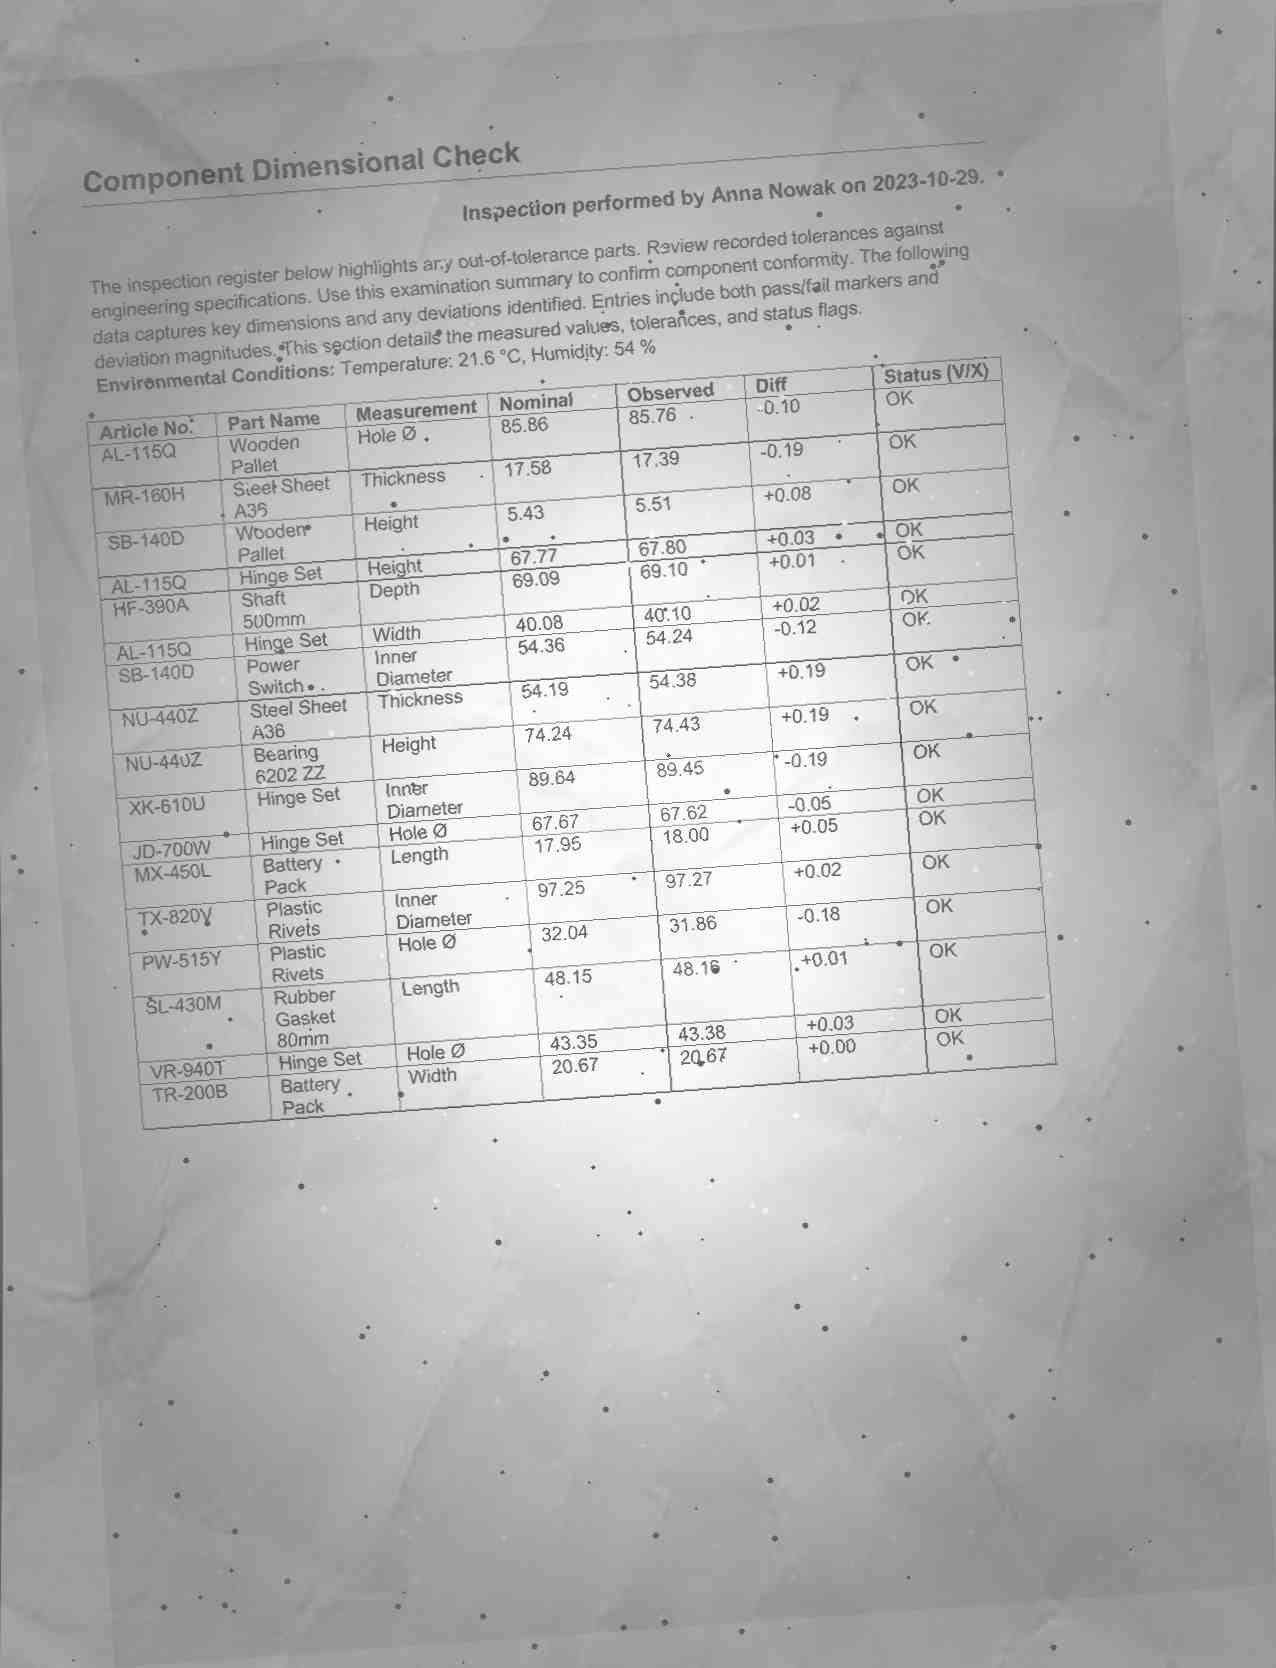 Component Dimensional Check
Inspection performed by Anna Nowak on 2023-10-29.
The inspection register below highlights any out-of-tolerance parts. Review recorded tolerances against
engineering specifications. Use this examination summary to confirm component conformity. The following
data captures key dimensions and any deviations identified. Entries include both pass/fail markers and
deviation magnitudes. This section details the measured values, tolerances, and status flags.
Environmental Conditions: Temperature: 21.6 °C, Humidity: 54 %
Article No. Part Name Measurement Nominal Observed Diff Status (V/X)
AL-115Q Wooden Hole Ø 85.86 85.76 -0.10 OK
Pallet
MR-160H Steel Sheet Thickness 17.58 17.39 -0.19 OK
A36
SB-140D Wooden Height 5.43 5.51 +0.08 OK
Pallet
AL-115Q Hinge Set Height 67.77 67.80 +0.03 OK
HF-390A Shaft Depth 69.09 69.10 +0.01 OK
500mm
AL-115Q Hinge Set Width 40.08 40.10 +0.02 OK
SB-140D Power Inner 54.36 54.24 -0.12 OK
Switch Diameter
NU-440Z Steel Sheet Thickness 54.19 54.38 +0.19 OK
A36
NU-440Z Bearing Height 74.24 74.43 +0.19 OK
6202 ZZ
XK-610U Hinge Set Inner 89.64 89.45 -0.19 OK
Diameter
JD-700W Hinge Set Hole Ø 67.67 67.62 -0.05 OK
MX-450L Battery Length 17.95 18.00 +0.05 OK
Pack
TX-820V Plastic Inner 97.25 97.27 +0.02 OK
Rivets Diameter
PW-515Y Plastic Hole Ø 32.04 31.86 -0.18 OK
Rivets
SL-430M Rubber Length 48.15 48.16 +0.01 OK
Gasket
80mm
VR-940T Hinge Set Hole Ø 43.35 43.38 +0.03 OK
TR-200B Battery Width 20.67 20.67 +0.00 OK
Pack